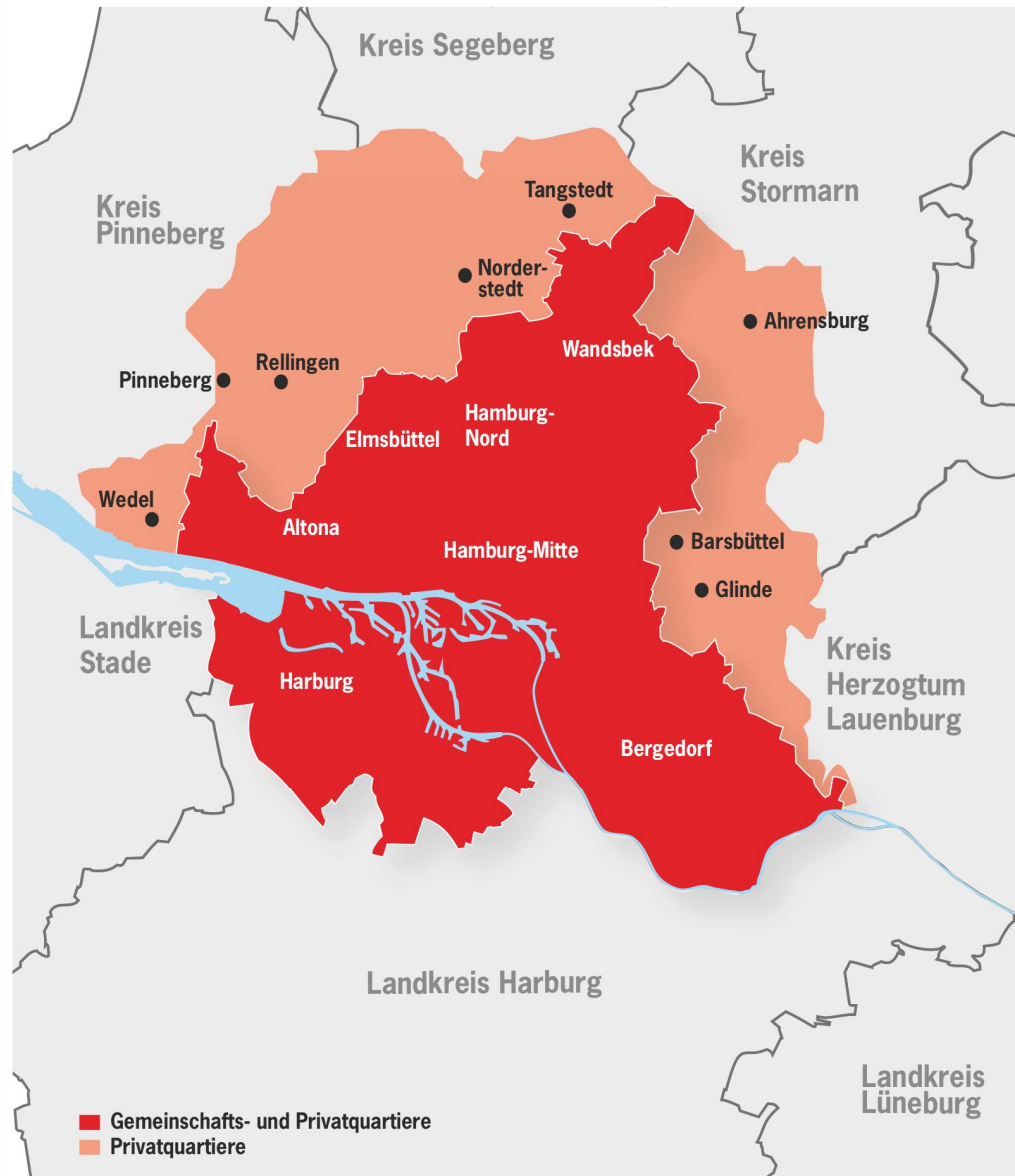 Kreis Segeberg
Kreis
Stormarn
Kreis
Pinneberg
Tangstedt
Norder-
stedt
Ahrensburg
Wandsbek
Rellingen
Pinneberg
Hamburg-
Nord
Elmsbüttel
Wedel
Altona
Hamburg-Mitte
Barsbüttel
Glinde
Landkreis
Stade
Harburg
Kreis
Herzogtum
Lauenburg
Bergedorf
Landkreis Harburg
Landkreis
Lüneburg
Gemeinschafts- und Privatquartiere
Privatquartiere